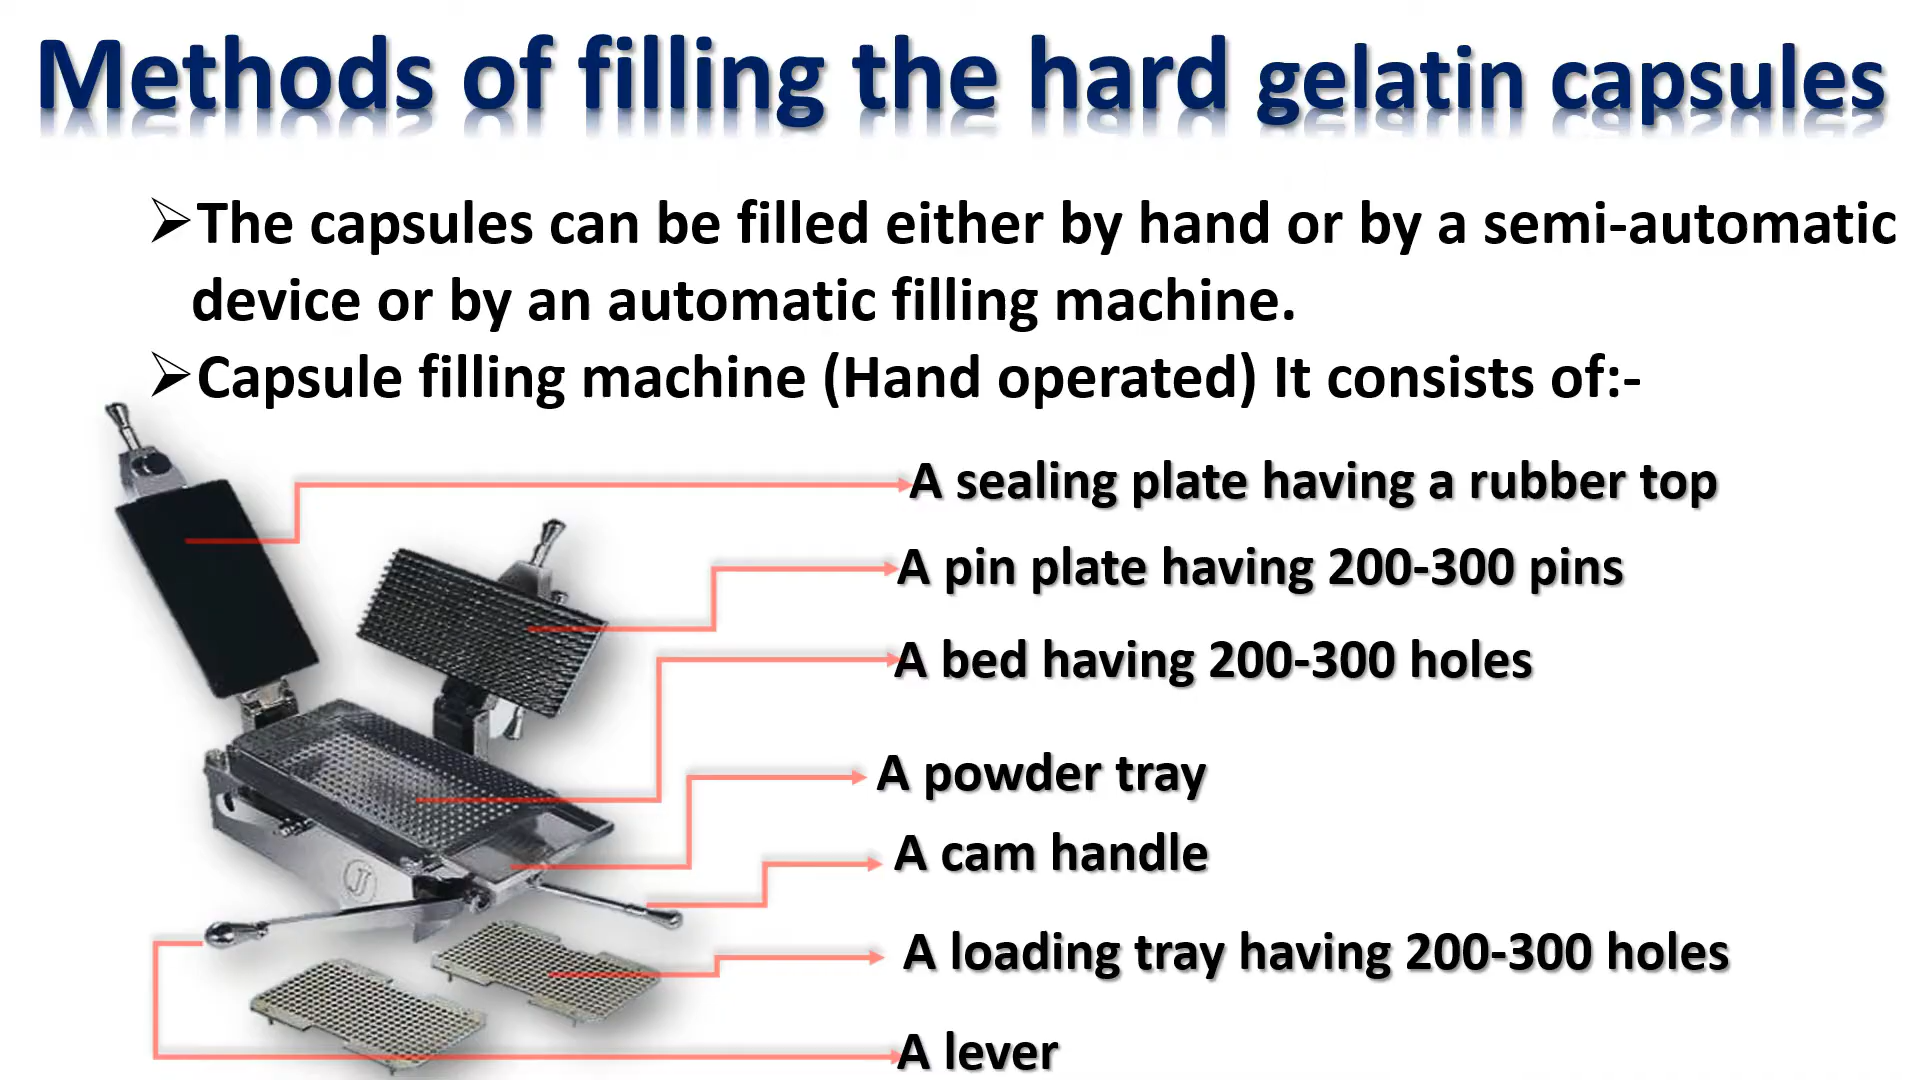 Methods of filling the hard gelatin capsules
➢The capsules can be filled either by hand or by a semi-automatic
device or by an automatic filling machine.
➢Capsule filling machine (Hand operated) It consists of:-
A sealing plate having a rubber top
A pin plate having 200-300 pins
A bed having 200-300 holes
A powder tray
A cam handle
A loading tray having 200-300 holes
A lever
J